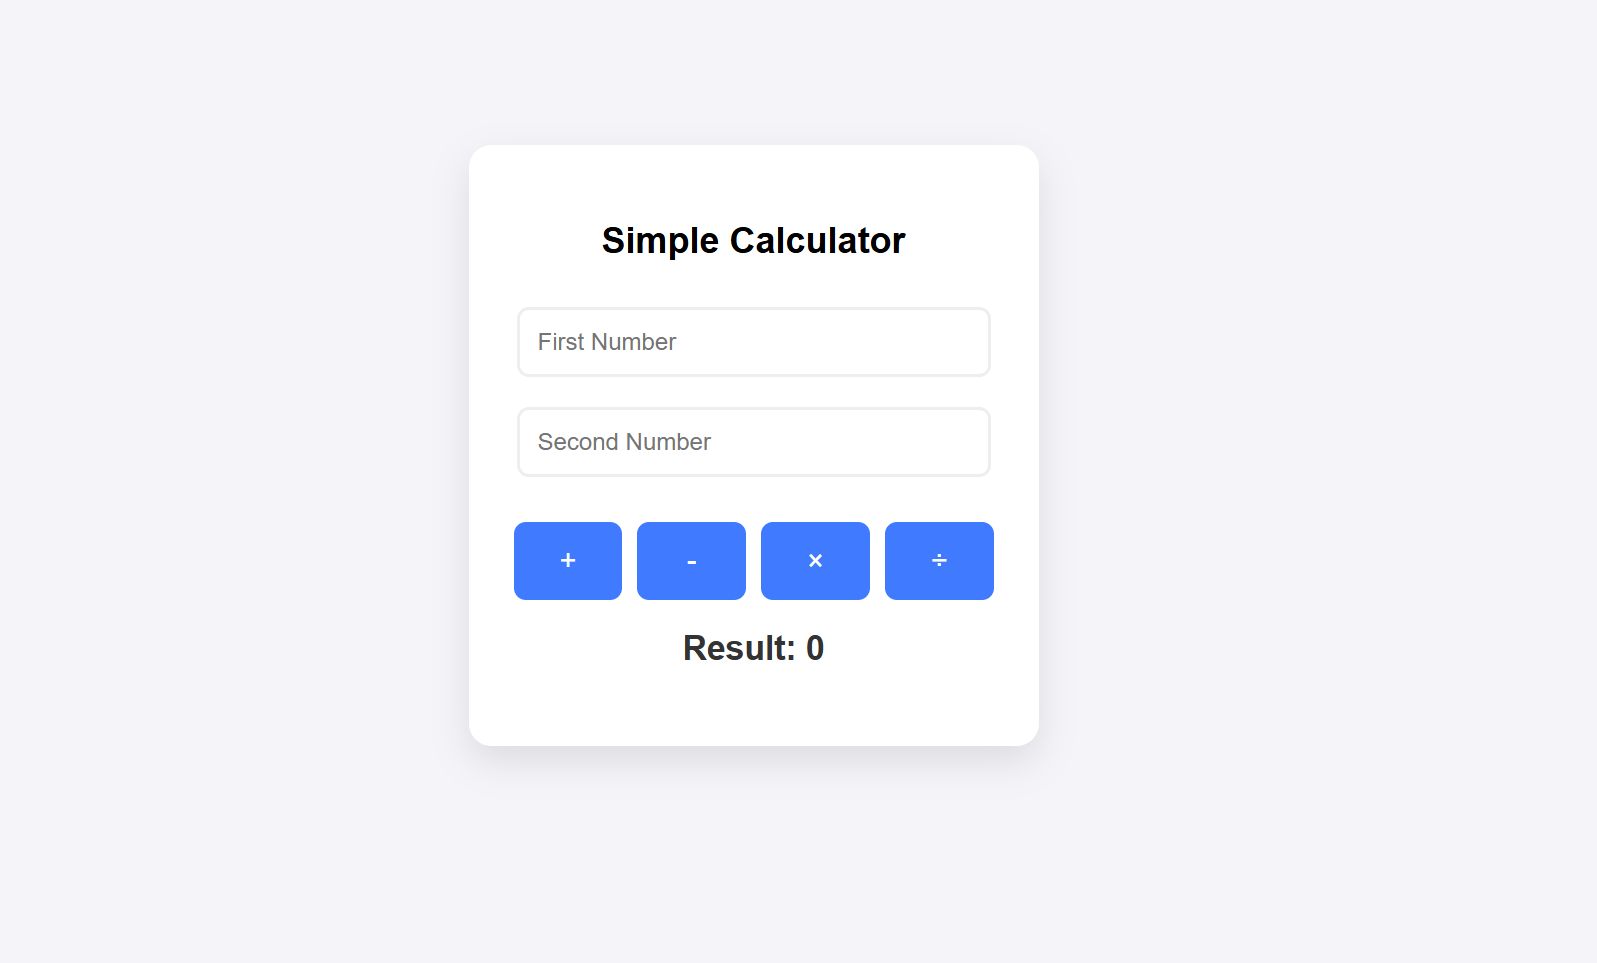 Simple Calculator
First Number
Second Number
+ - × ÷
Result: 0